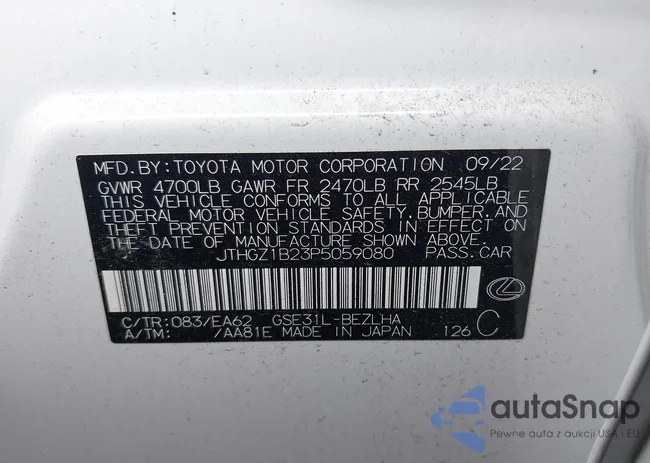 MFD. BY: TOYOTA MOTOR CORPORATION 09/22
GVWR 4700LB GAWR FR 2470LB RR 2545LB
THIS VEHICLE CONFORMS TO ALL APPLICABLE
FEDERAL MOTOR VEHICLE SAFETY, BUMPER, AND
THEFT PREVENTION STANDARDS IN EFFECT ON
THE DATE OF MANUFACTURE SHOWN ABOVE.
JTHGZ1B23P5059080 PASS. CAR
C/TR: 083/EA62 GSE31L-BEZLHA
A/TM: /AA81E MADE IN JAPAN 126 C
autoSnap
Pewne auta z aukcji USA i EU